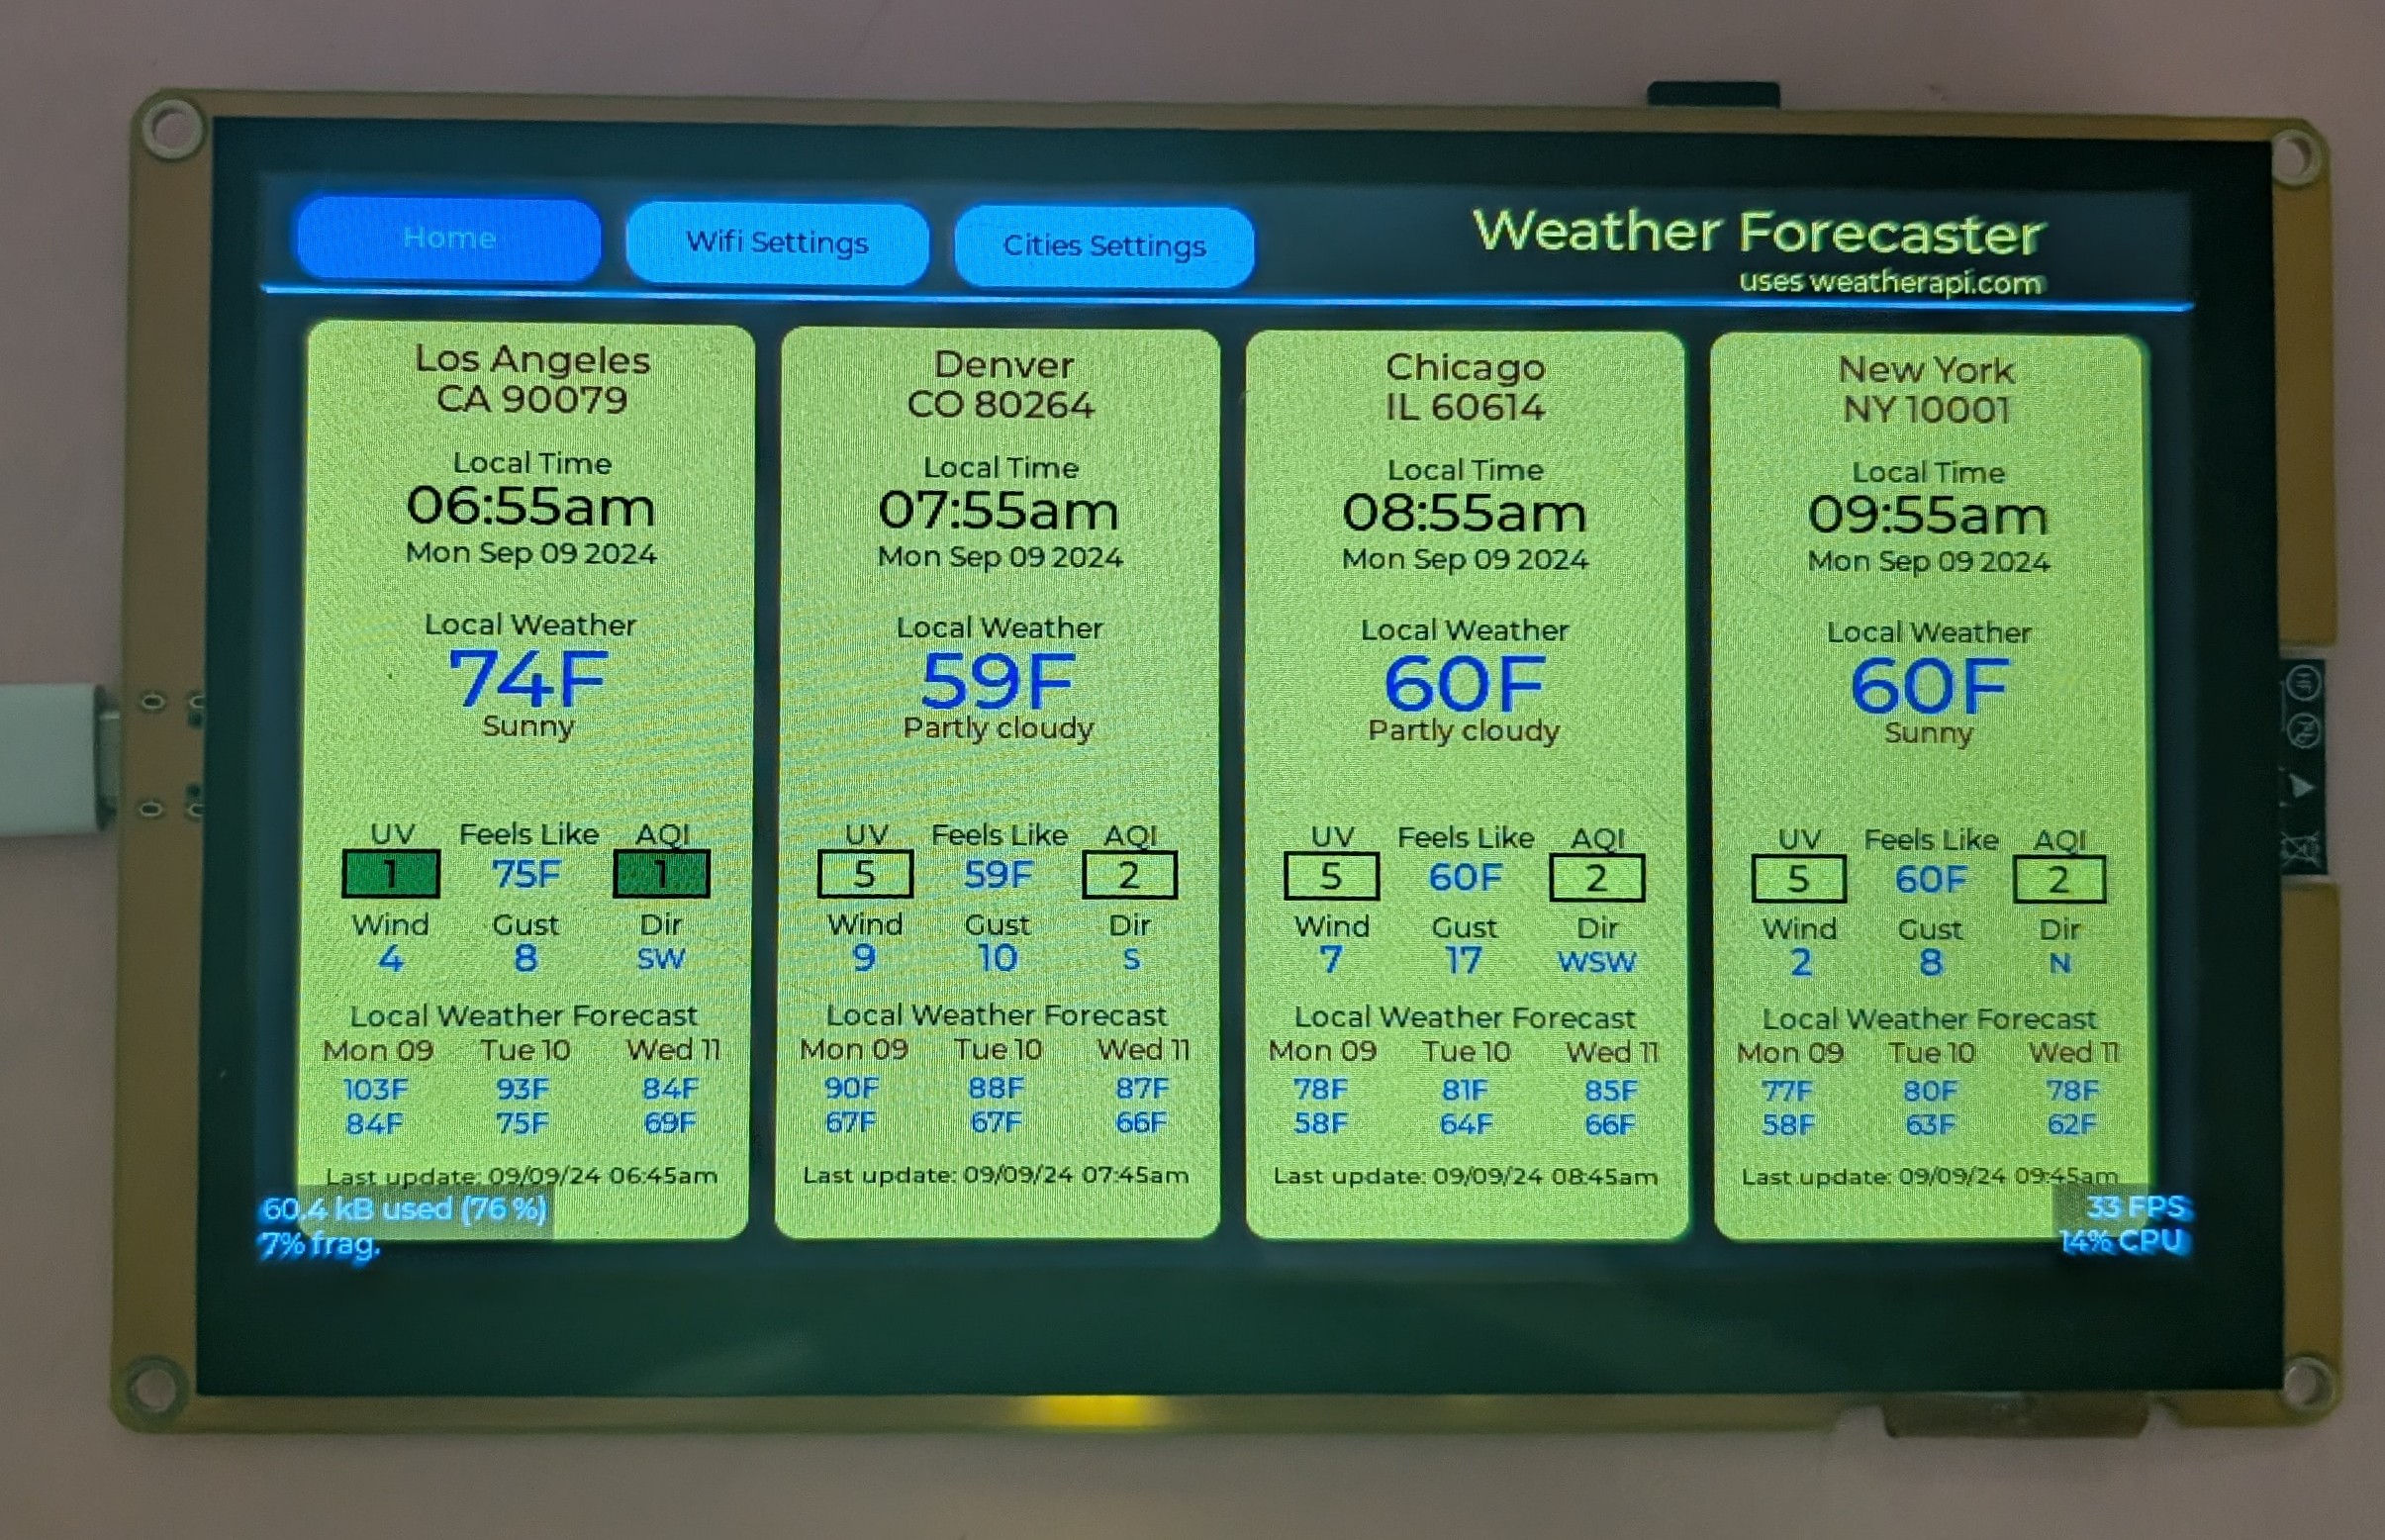 Home
Wifi Settings
Cities Settings
Weather Forecaster
uses weatherapi.com
Los Angeles
CA 90079
Local Time
06:55am
Mon Sep 09 2024
Local Weather
74F
Sunny
UV Feels Like AQI
1 75F 1
Wind Gust Dir
4 8 SW
Local Weather Forecast
Mon 09 Tue 10 Wed 11
103F 93F 84F
84F 75F 69F
Last update: 09/09/24 06:45am
Denver
CO 80264
Local Time
07:55am
Mon Sep 09 2024
Local Weather
59F
Partly cloudy
UV Feels Like AQI
5 59F 2
Wind Gust Dir
9 10 S
Local Weather Forecast
Mon 09 Tue 10 Wed 11
90F 88F 87F
67F 67F 66F
Last update: 09/09/24 07:45am
Chicago
IL 60614
Local Time
08:55am
Mon Sep 09 2024
Local Weather
60F
Partly cloudy
UV Feels Like AQI
5 60F 2
Wind Gust Dir
7 17 WSW
Local Weather Forecast
Mon 09 Tue 10 Wed 11
78F 81F 85F
58F 64F 66F
Last update: 09/09/24 08:45am
New York
NY 10001
Local Time
09:55am
Mon Sep 09 2024
Local Weather
60F
Sunny
UV Feels Like AQI
5 60F 2
Wind Gust Dir
2 8 N
Local Weather Forecast
Mon 09 Tue 10 Wed 11
77F 80F 78F
58F 63F 62F
Last update: 09/09/24 09:45am
60.4 kB used (76 %)
7% frag.
33 FPS
14% CPU